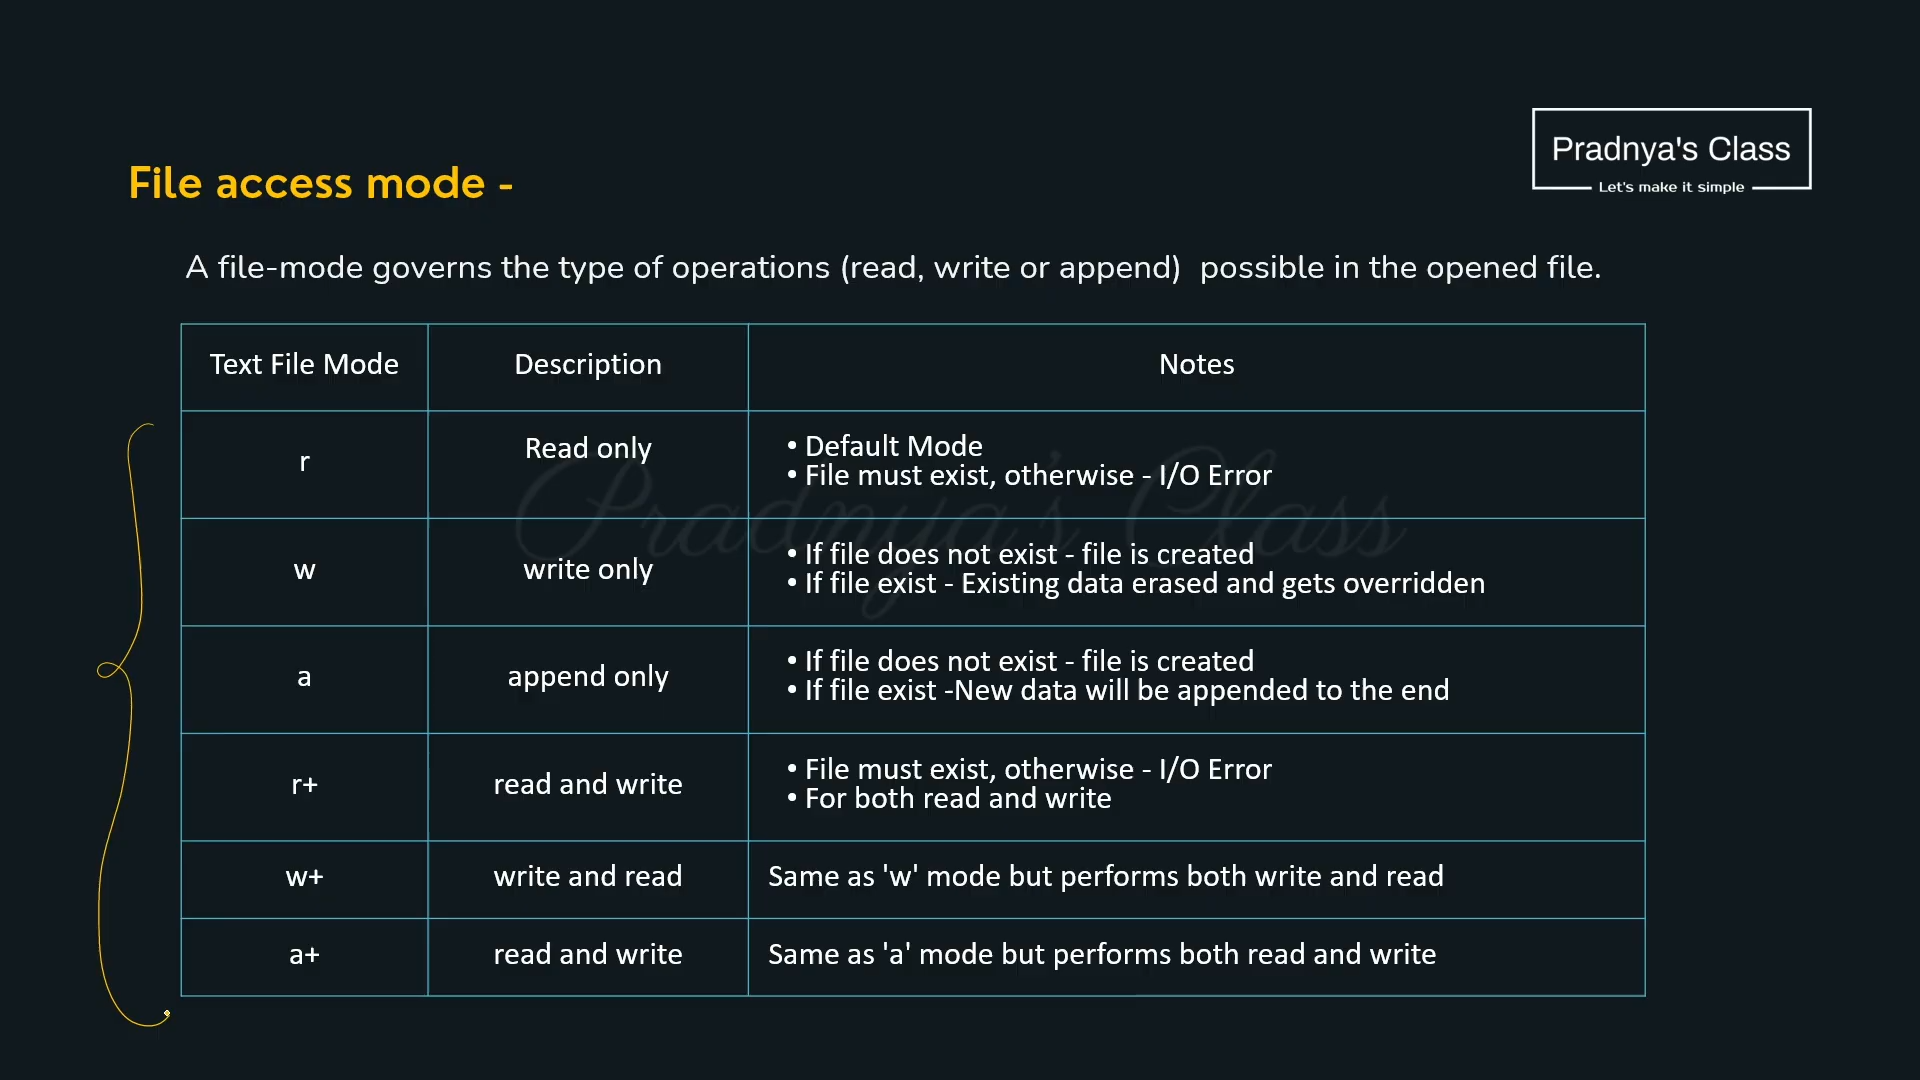 Pradnya's Class
Let's make it simple
File access mode -
A file-mode governs the type of operations (read, write or append) possible in the opened file.
Text File Mode Description Notes
r Read only • Default Mode
• File must exist, otherwise - I/O Error
w write only • If file does not exist - file is created
• If file exist - Existing data erased and gets overridden
a append only • If file does not exist - file is created
• If file exist -New data will be appended to the end
r+ read and write • File must exist, otherwise - I/O Error
• For both read and write
w+ write and read Same as 'w' mode but performs both write and read
a+ read and write Same as 'a' mode but performs both read and write
Pradnya's Class